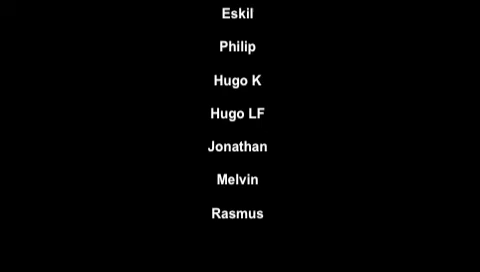 Eskil
Philip
Hugo K
Hugo LF
Jonathan
Melvin
Rasmus